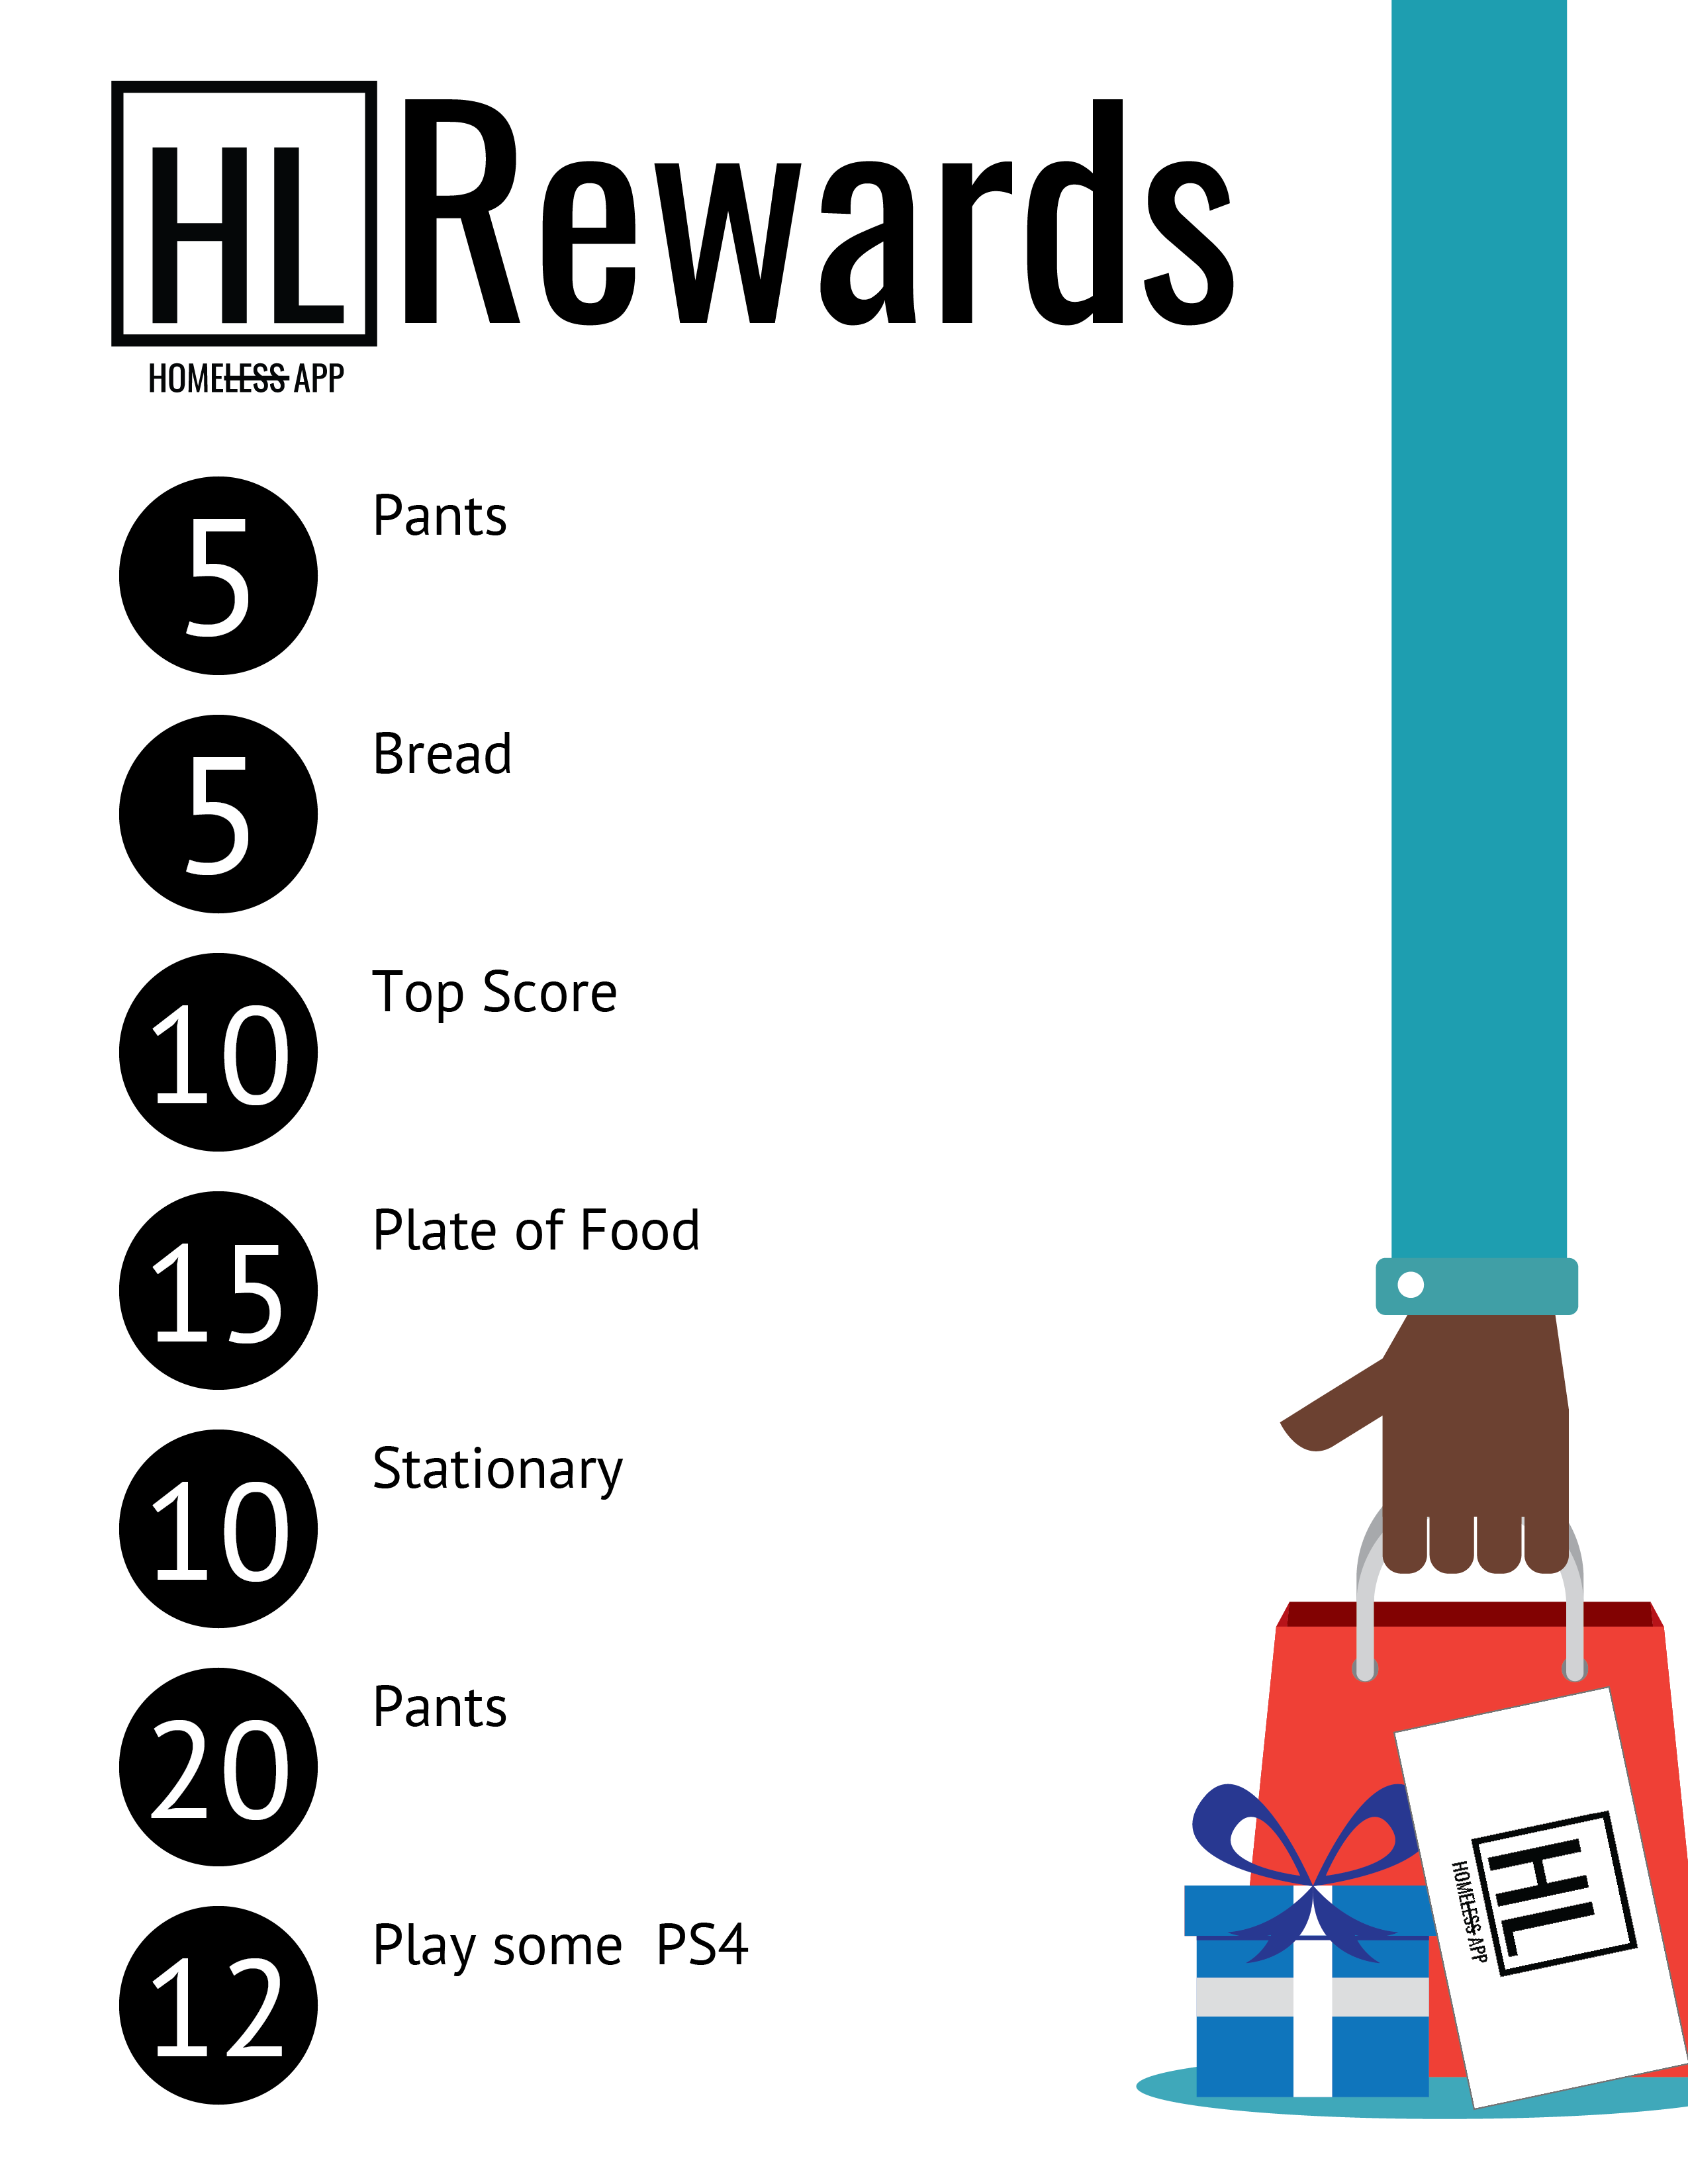 HL Rewards
HOMELESS APP
5 Pants
5 Bread
10 Top Score
15 Plate of Food
10 Stationary
20 Pants
12 Play some  PS4
HL
HOMELESS APP